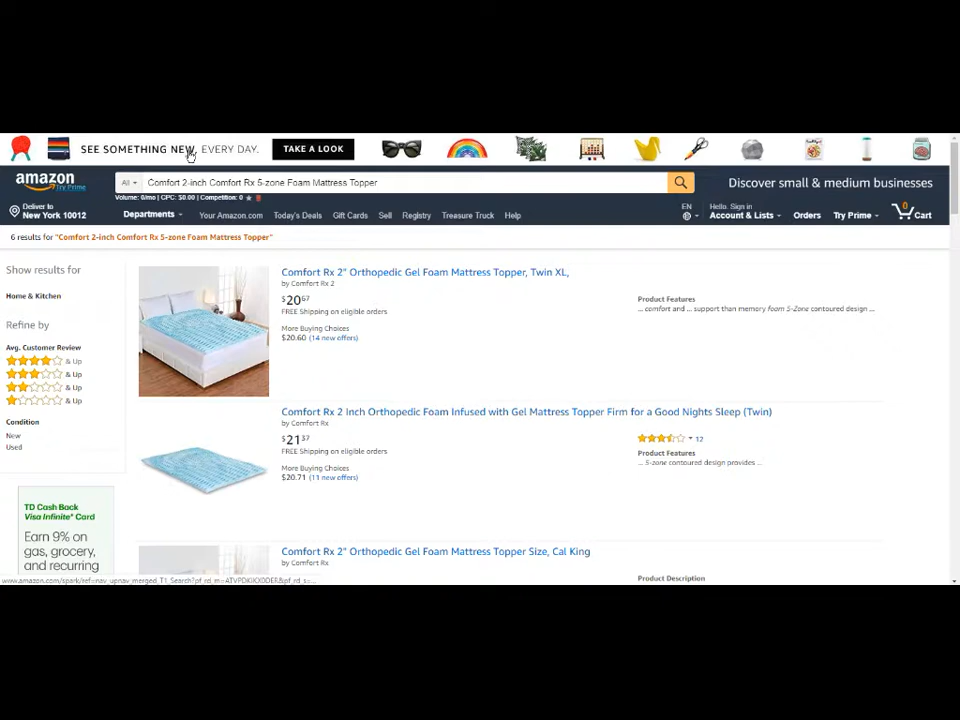 SEE SOMETHING NEW, EVERY DAY. TAKE A LOOK
amazon
Try Prime
All
Comfort 2-inch Comfort Rx 5-zone Foam Mattress Topper
Discover small & medium businesses
Volume: 0/mo | CPC: $0.00 | Competition: 0
Deliver to
New York 10012
Departments
Your Amazon.com Today's Deals Gift Cards Sell Registry Treasure Truck Help
EN
Hello. Sign in
Account & Lists
Orders
Try Prime
0
Cart
6 results for "Comfort 2-inch Comfort Rx 5-zone Foam Mattress Topper"
Show results for
Home & Kitchen
Refine by
Avg. Customer Review
& Up
& Up
& Up
& Up
Condition
New
Used
TD Cash Back
Visa Infinite* Card
Earn 9% on
gas, grocery,
and recurring
Comfort Rx 2" Orthopedic Gel Foam Mattress Topper, Twin XL,
by Comfort Rx 2
$20 67
FREE Shipping on eligible orders
More Buying Choices
$20.60 (14 new offers)
Product Features
... comfort and ... support than memory foam 5-Zone contoured design ...
Comfort Rx 2 Inch Orthopedic Foam Infused with Gel Mattress Topper Firm for a Good Nights Sleep (Twin)
by Comfort Rx
$21 37
FREE Shipping on eligible orders
More Buying Choices
$20.71 (11 new offers)
12
Product Features
... 5-zone contoured design provides ...
Comfort Rx 2" Orthopedic Gel Foam Mattress Topper Size, Cal King
by Comfort Rx
Product Description